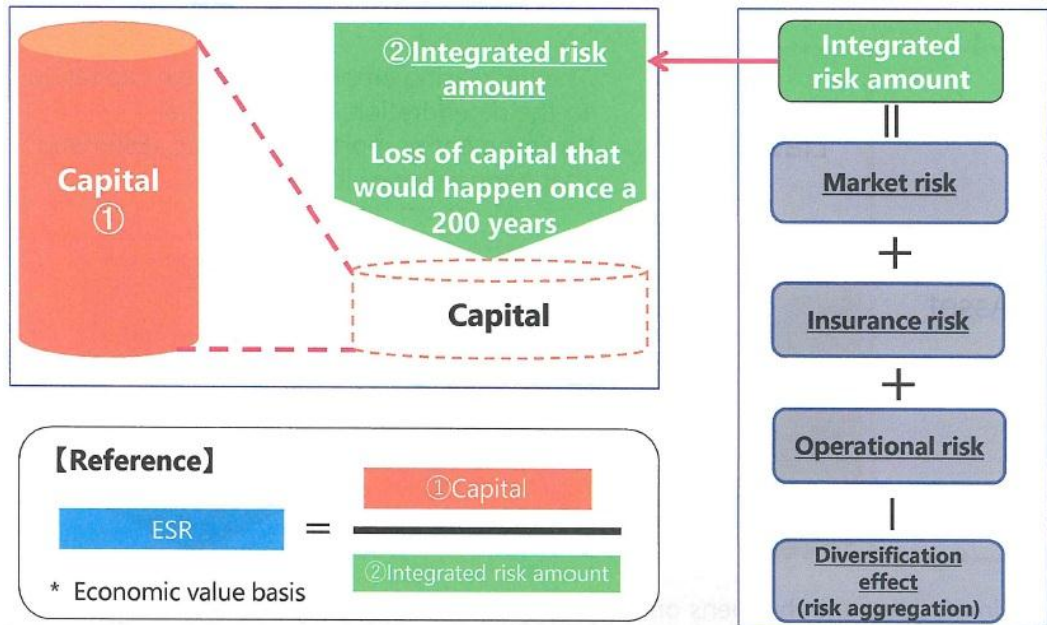 Capital
①
②Integrated risk
amount
Loss of capital that
would happen once a
200 years
Capital
【Reference】
ESR
=
①Capital
②Integrated risk amount
* Economic value basis
Integrated
risk amount
||
Market risk
+
Insurance risk
+
Operational risk
|
Diversification
effect
(risk aggregation)